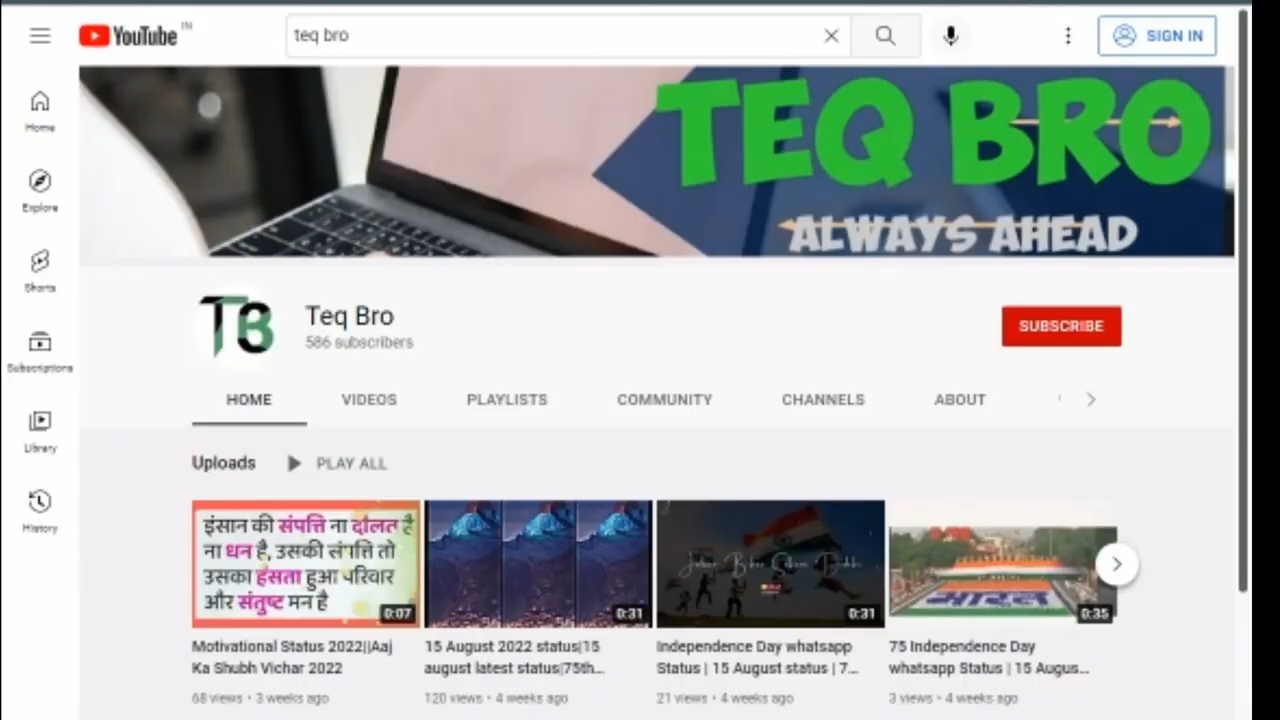 YouTube IN
teq bro
SIGN IN
Home
Explore
Shorts
Subscriptions
Library
History
TEQ BRO
ALWAYS AHEAD
TB
Teq Bro
586 subscribers
SUBSCRIBE
HOME VIDEOS PLAYLISTS COMMUNITY CHANNELS ABOUT
Uploads PLAY ALL
इंसान की संपत्ति ना दौलत है
ना धन है, उसकी संपत्ति तो
उसका हंसता हुआ परिवार
और संतुष्ट मन है
0:07
0:31
0:31
भारत
0:35
Motivational Status 2022||Aaj
Ka Shubh Vichar 2022
68 views • 3 weeks ago
15 August 2022 status|15
august latest status|75th...
120 views • 4 weeks ago
Independence Day whatsapp
Status | 15 August status | 7...
21 views • 4 weeks ago
75 Independence Day
whatsapp Status | 15 Augus...
3 views • 4 weeks ago